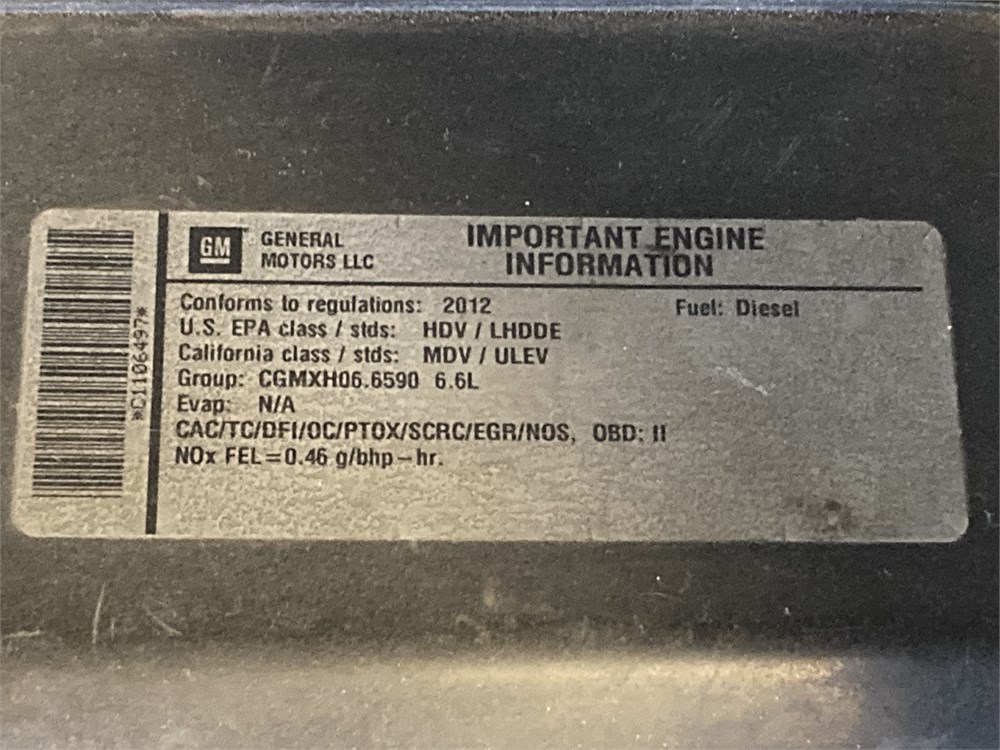 *C1106497*
GM GENERAL MOTORS LLC
IMPORTANT ENGINE
INFORMATION
Conforms to regulations: 2012 Fuel: Diesel
U.S. EPA class / stds: HDV / LHDDE
California class / stds: MDV / ULEV
Group: CGMXH06.6590 6.6L
Evap: N/A
CAC/TC/DFI/OC/PTOX/SCRC/EGR/NOS, OBD: II
NOx FEL=0.46 g/bhp-hr.